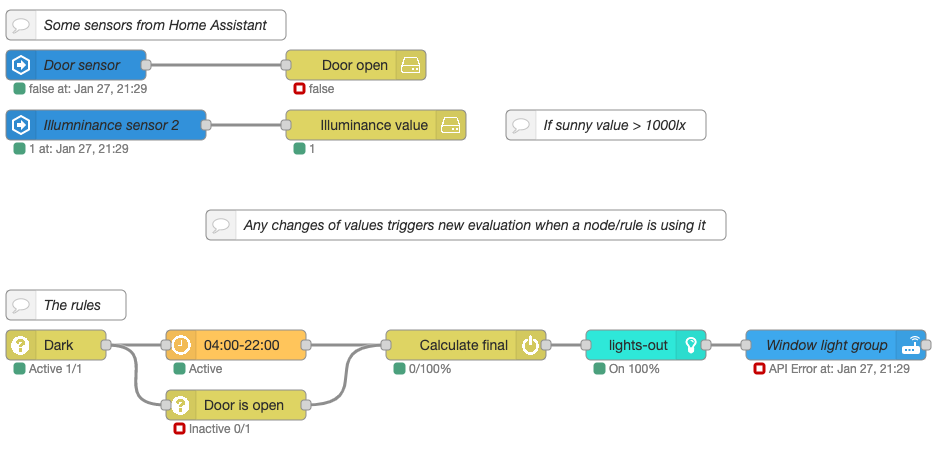 Some sensors from Home Assistant
Door sensor
Door open
false at: Jan 27, 21:29
false
Illumninance sensor 2
Illuminance value
If sunny value > 1000lx
1 at: Jan 27, 21:29
1
Any changes of values triggers new evaluation when a node/rule is using it
The rules
Dark
04:00-22:00
Calculate final
lights-out
Window light group
Active 1/1
Active
0/100%
On 100%
API Error at: Jan 27, 21:29
Door is open
Inactive 0/1